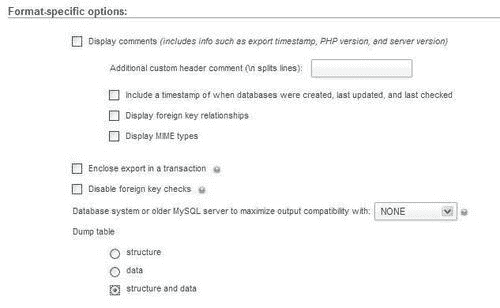 Format-specific options:
Display comments (includes info such as export timestamp, PHP version, and server version)
Additional custom header comment (\n splits lines):
Include a timestamp of when databases were created, last updated, and last checked
Display foreign key relationships
Display MIME types
Enclose export in a transaction
Disable foreign key checks
Database system or older MySQL server to maximize output compatibility with: NONE
Dump table
structure
data
structure and data